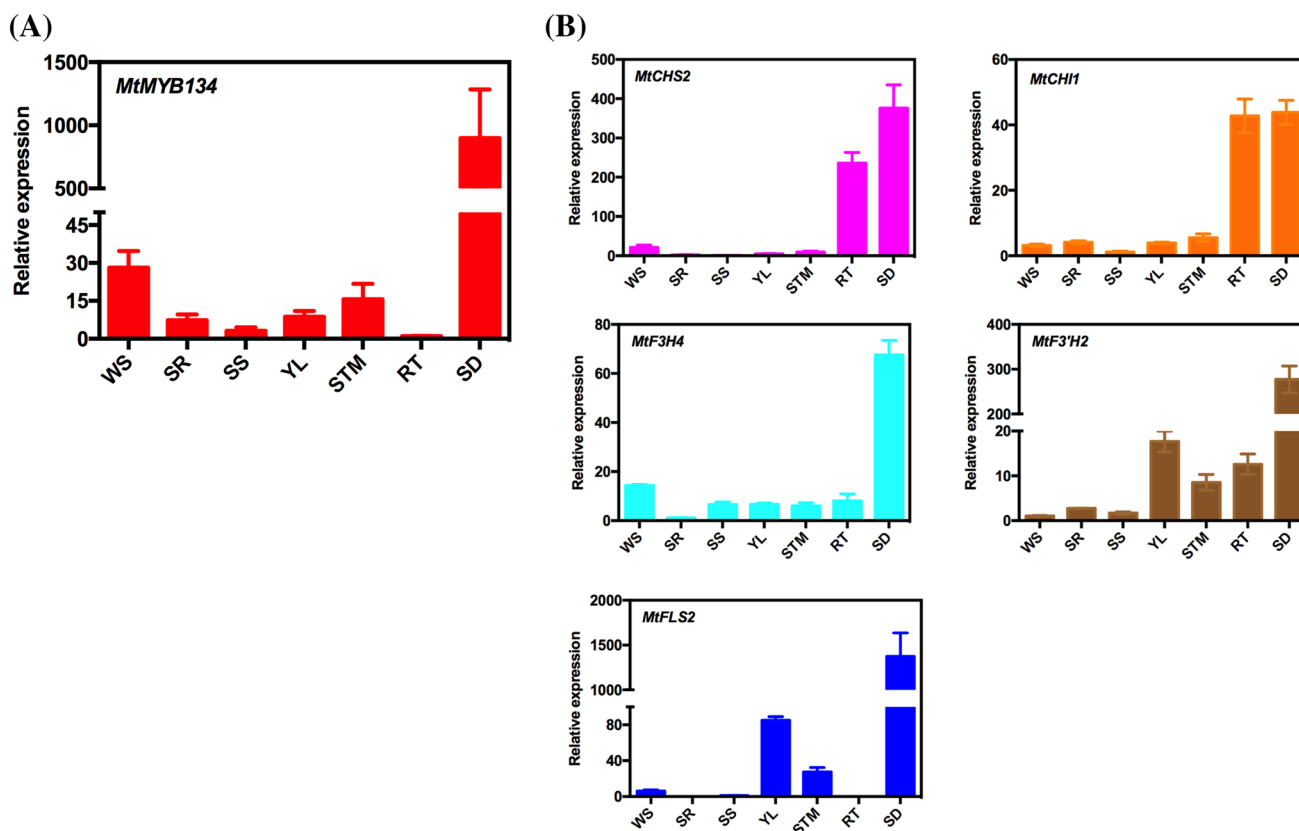 (A)
(B)
MtMYB134
Relative expression
1500
1000
500
45
30
15
0
WS SR SS YL STM RT SD
MtCHS2
Relative expression
500
400
300
200
100
0
WS SR SS YL STM RT SD
MtCHI1
Relative expression
60
40
20
0
WS SR SS YL STM RT SD
MtF3H4
Relative expression
80
60
40
20
0
WS SR SS YL STM RT SD
MtF3'H2
Relative expression
400
300
200
20
10
0
WS SR SS YL STM RT SD
MtFLS2
Relative expression
2000
1500
1000
80
40
0
WS SR SS YL STM RT SD